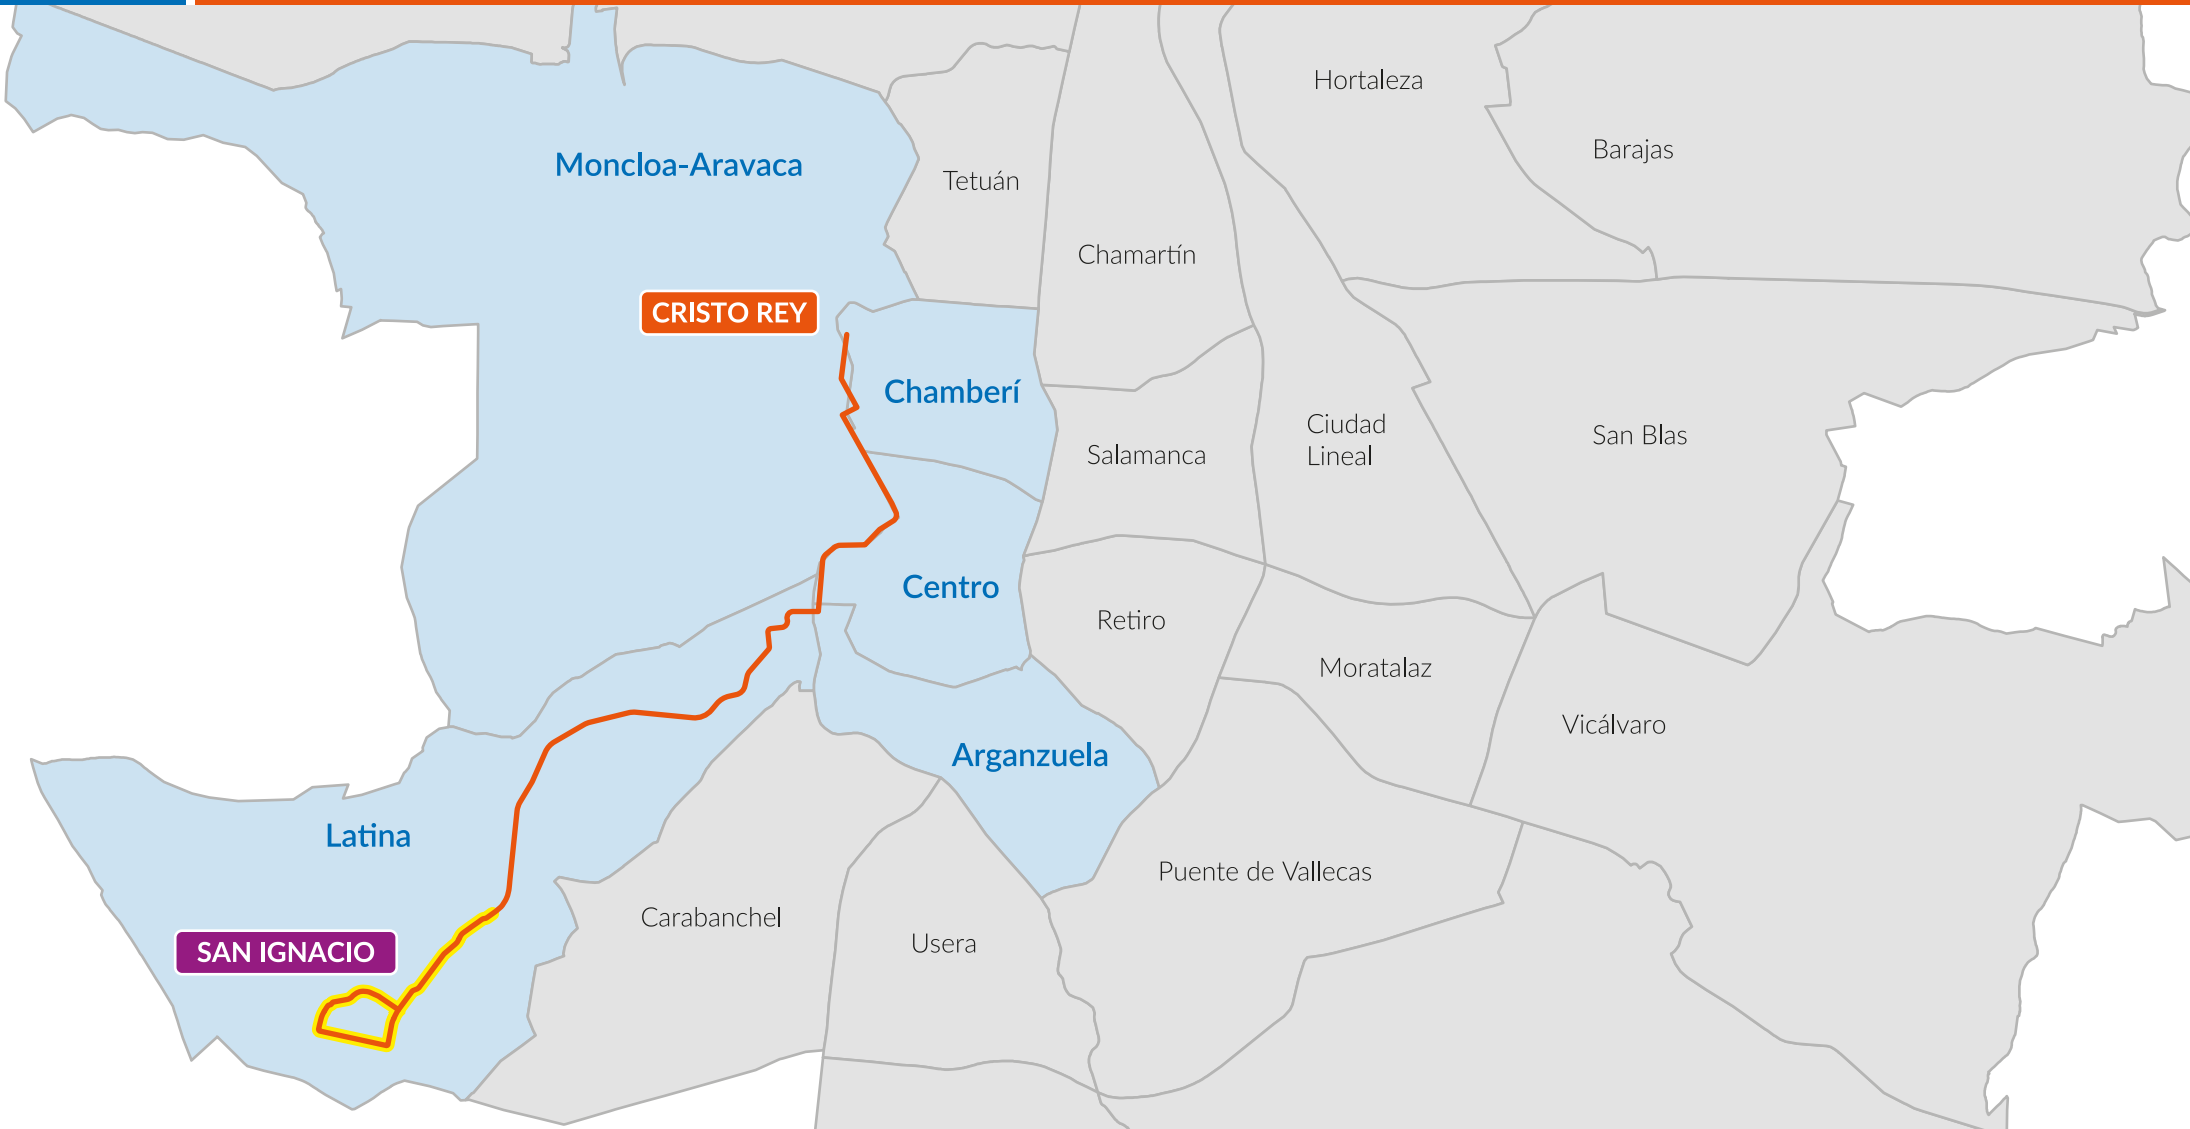 Hortaleza
Barajas
Moncloa-Aravaca
Tetuán
Chamartín
CRISTO REY
Chamberí
Ciudad
Lineal
San Blas
Salamanca
Centro
Retiro
Moratalaz
Vicálvaro
Arganzuela
Latina
Puente de Vallecas
Carabanchel
Usera
SAN IGNACIO